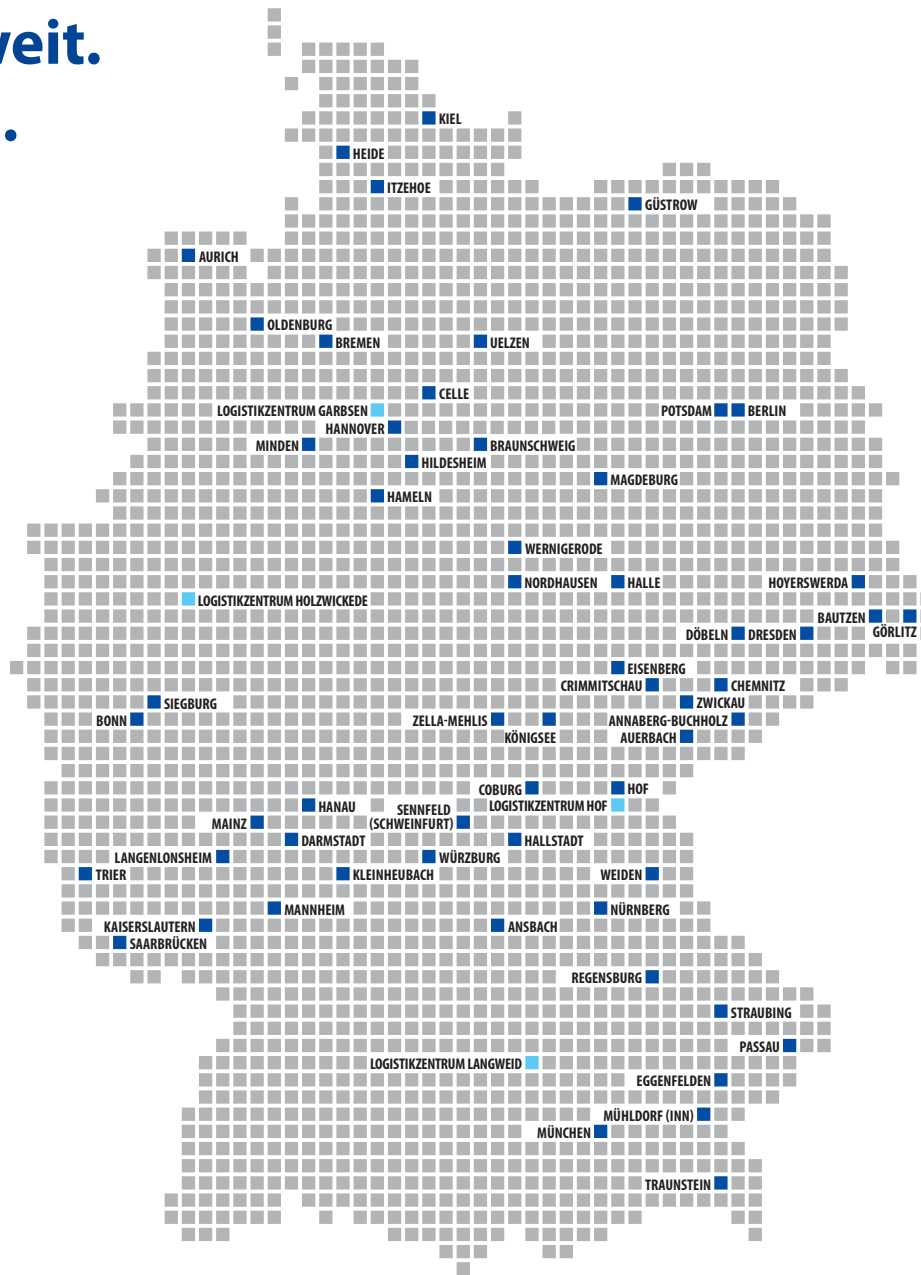 weit.
.
KIEL
HEIDE
ITZEHOE
GÜSTROW
AURICH
OLDENBURG
BREMEN
UELZEN
CELLE
LOGISTIKZENTRUM GARBSEN
POTSDAM
BERLIN
HANNOVER
MINDEN
BRAUNSCHWEIG
HILDESHEIM
MAGDEBURG
HAMELN
WERNIGERODE
NORDHAUSEN
HALLE
HOYERSWERDA
LOGISTIKZENTRUM HOLZWICKEDE
BAUTZEN
GÖRLITZ
DÖBELN
DRESDEN
EISENBERG
CRIMMITSCHAU
CHEMNITZ
SIEGBURG
ZWICKAU
BONN
ZELLA-MEHLIS
ANNABERG-BUCHHOLZ
KÖNIGSEE
AUERBACH
COBURG
HOF
HANAU
SENNFELD
(SCHWEINFURT)
LOGISTIKZENTRUM HOF
MAINZ
DARMSTADT
HALLSTADT
LANGENLONSHEIM
WÜRZBURG
TRIER
KLEINHEUBACH
WEIDEN
MANNHEIM
NÜRNBERG
KAISERSLAUTERN
ANSBACH
SAARBRÜCKEN
REGENSBURG
STRAUBING
PASSAU
LOGISTIKZENTRUM LANGWEID
EGGENFELDEN
MÜHLDORF (INN)
MÜNCHEN
TRAUNSTEIN